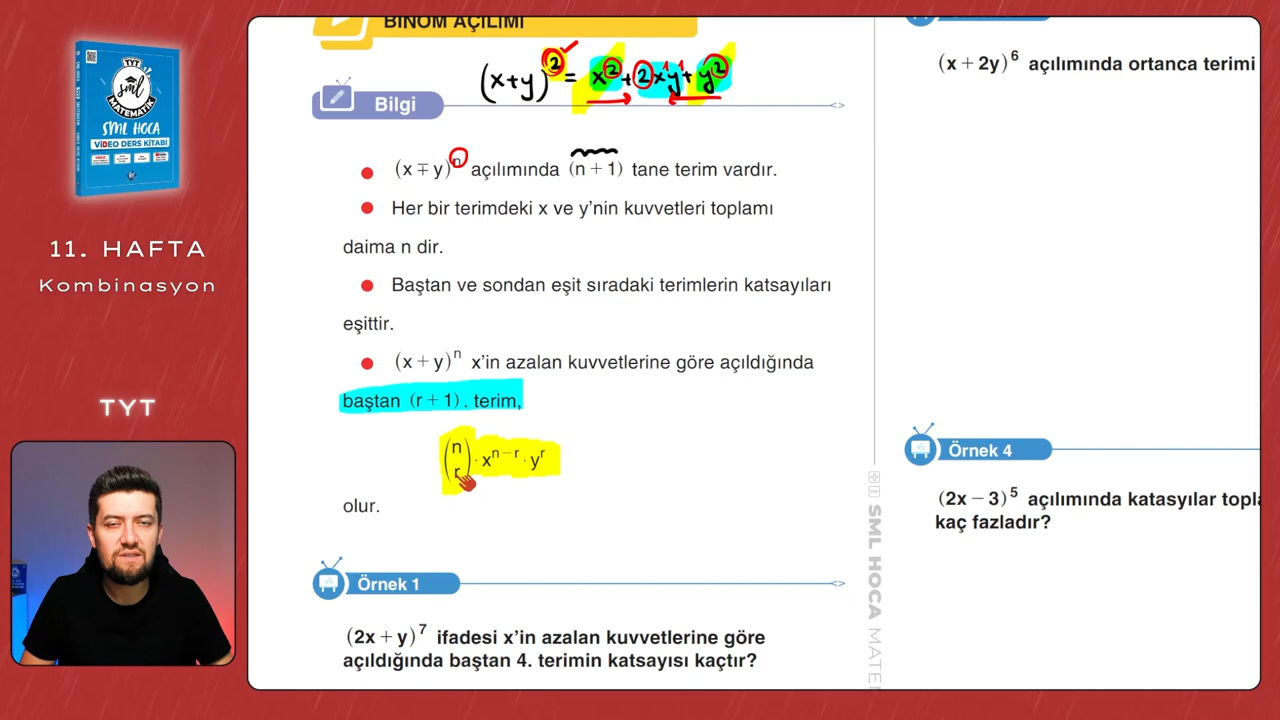 TYT
sml
MATEMATİK
SML HOCA
VİDEO DERS KİTABI
11. HAFTA
Kombinasyon
TYT
BİNOM AÇILIMI
(x+y)² = x² + 2x¹y¹ + y²
Bilgi
• (x ∓ y)ⁿ açılımında (n + 1) tane terim vardır.
• Her bir terimdeki x ve y’nin kuvvetleri toplamı
daima n dir.
• Baştan ve sondan eşit sıradaki terimlerin katsayıları
eşittir.
• (x + y)ⁿ x’in azalan kuvvetlerine göre açıldığında
baştan (r + 1) . terim,
(n r) · xⁿ⁻ʳ · yʳ
olur.
Örnek 1
(2x + y)⁷ ifadesi x’in azalan kuvvetlerine göre
açıldığında baştan 4. terimin katsayısı kaçtır?
(x + 2y)⁶ açılımında ortanca terimi
Örnek 4
(2x − 3)⁵ açılımında katasyılar topla
kaç fazladır?
SML HOCA MATE